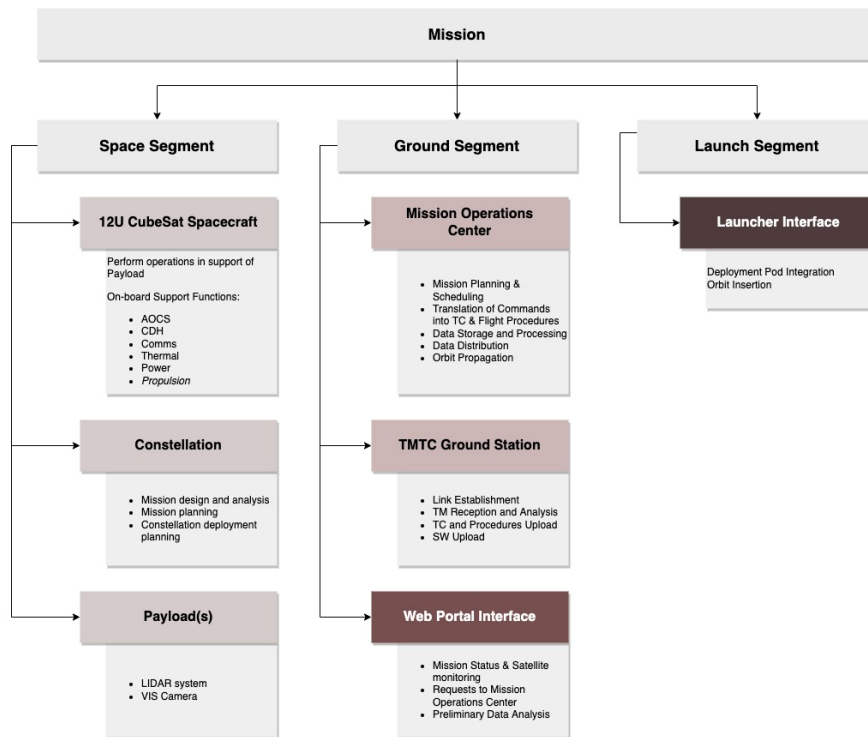 Mission
Space Segment
Ground Segment
Launch Segment
12U CubeSat Spacecraft
Perform operations in support of
Payload
On-board Support Functions:
• AOCS
• CDH
• Comms
• Thermal
• Power
• Propulsion
Constellation
• Mission design and analysis
• Mission planning
• Constellation deployment
planning
Payload(s)
• LIDAR system
• VIS Camera
Mission Operations
Center
• Mission Planning &
Scheduling
• Translation of Commands
into TC & Flight Procedures
• Data Storage and Processing
• Data Distribution
• Orbit Propagation
TMTC Ground Station
• Link Establishment
• TM Reception and Analysis
• TC and Procedures Upload
• SW Upload
Web Portal Interface
• Mission Status & Satellite
monitoring
• Requests to Mission
Operations Center
• Preliminary Data Analysis
Launcher Interface
Deployment Pod Integration
Orbit Insertion